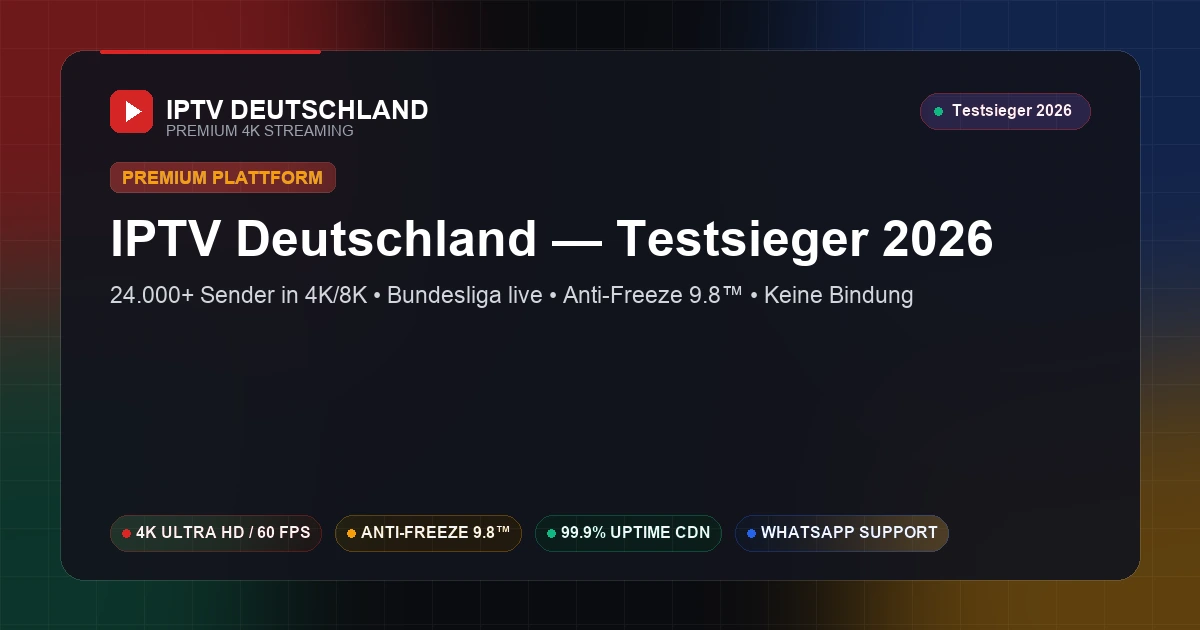 IPTV DEUTSCHLAND
PREMIUM 4K STREAMING
Testsieger 2026
PREMIUM PLATTFORM
IPTV Deutschland — Testsieger 2026
24.000+ Sender in 4K/8K • Bundesliga live • Anti-Freeze 9.8™ • Keine Bindung
4K ULTRA HD / 60 FPS
ANTI-FREEZE 9.8™
99.9% UPTIME CDN
WHATSAPP SUPPORT